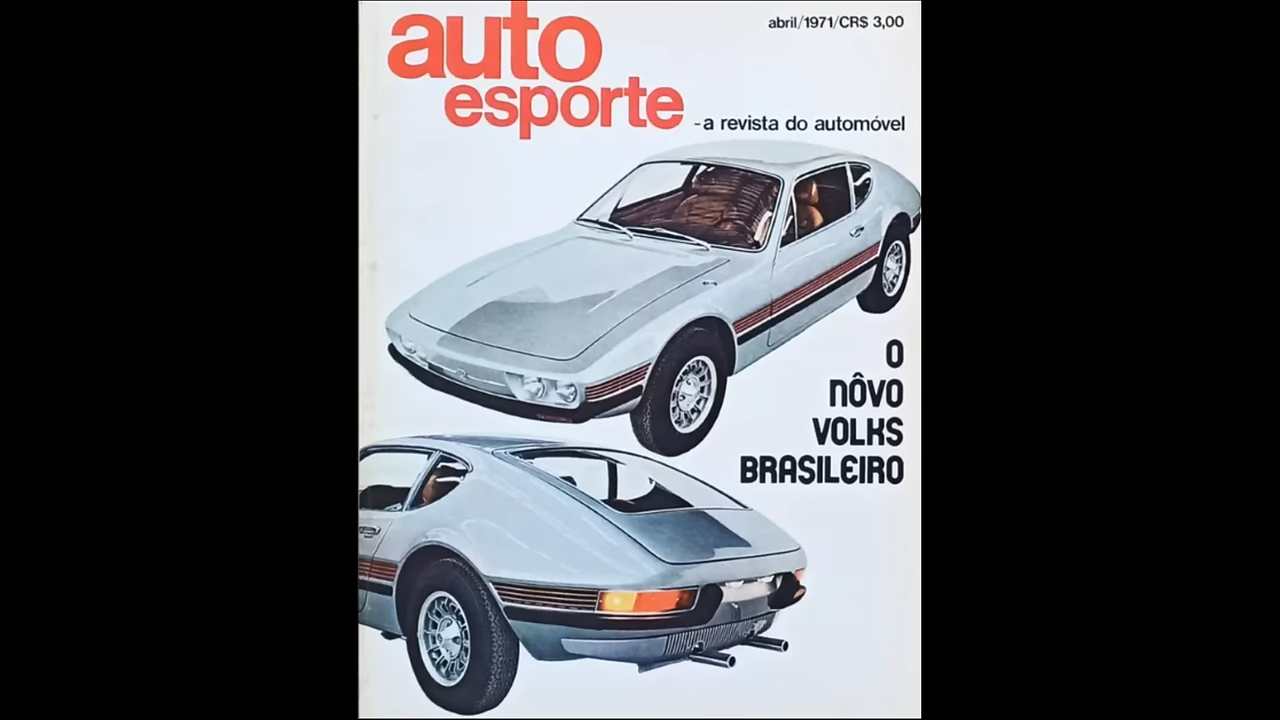 auto
esporte
abril/1971/CR$ 3,00
-a revista do automóvel
O
NÔVO
VOLKS
BRASILEIRO